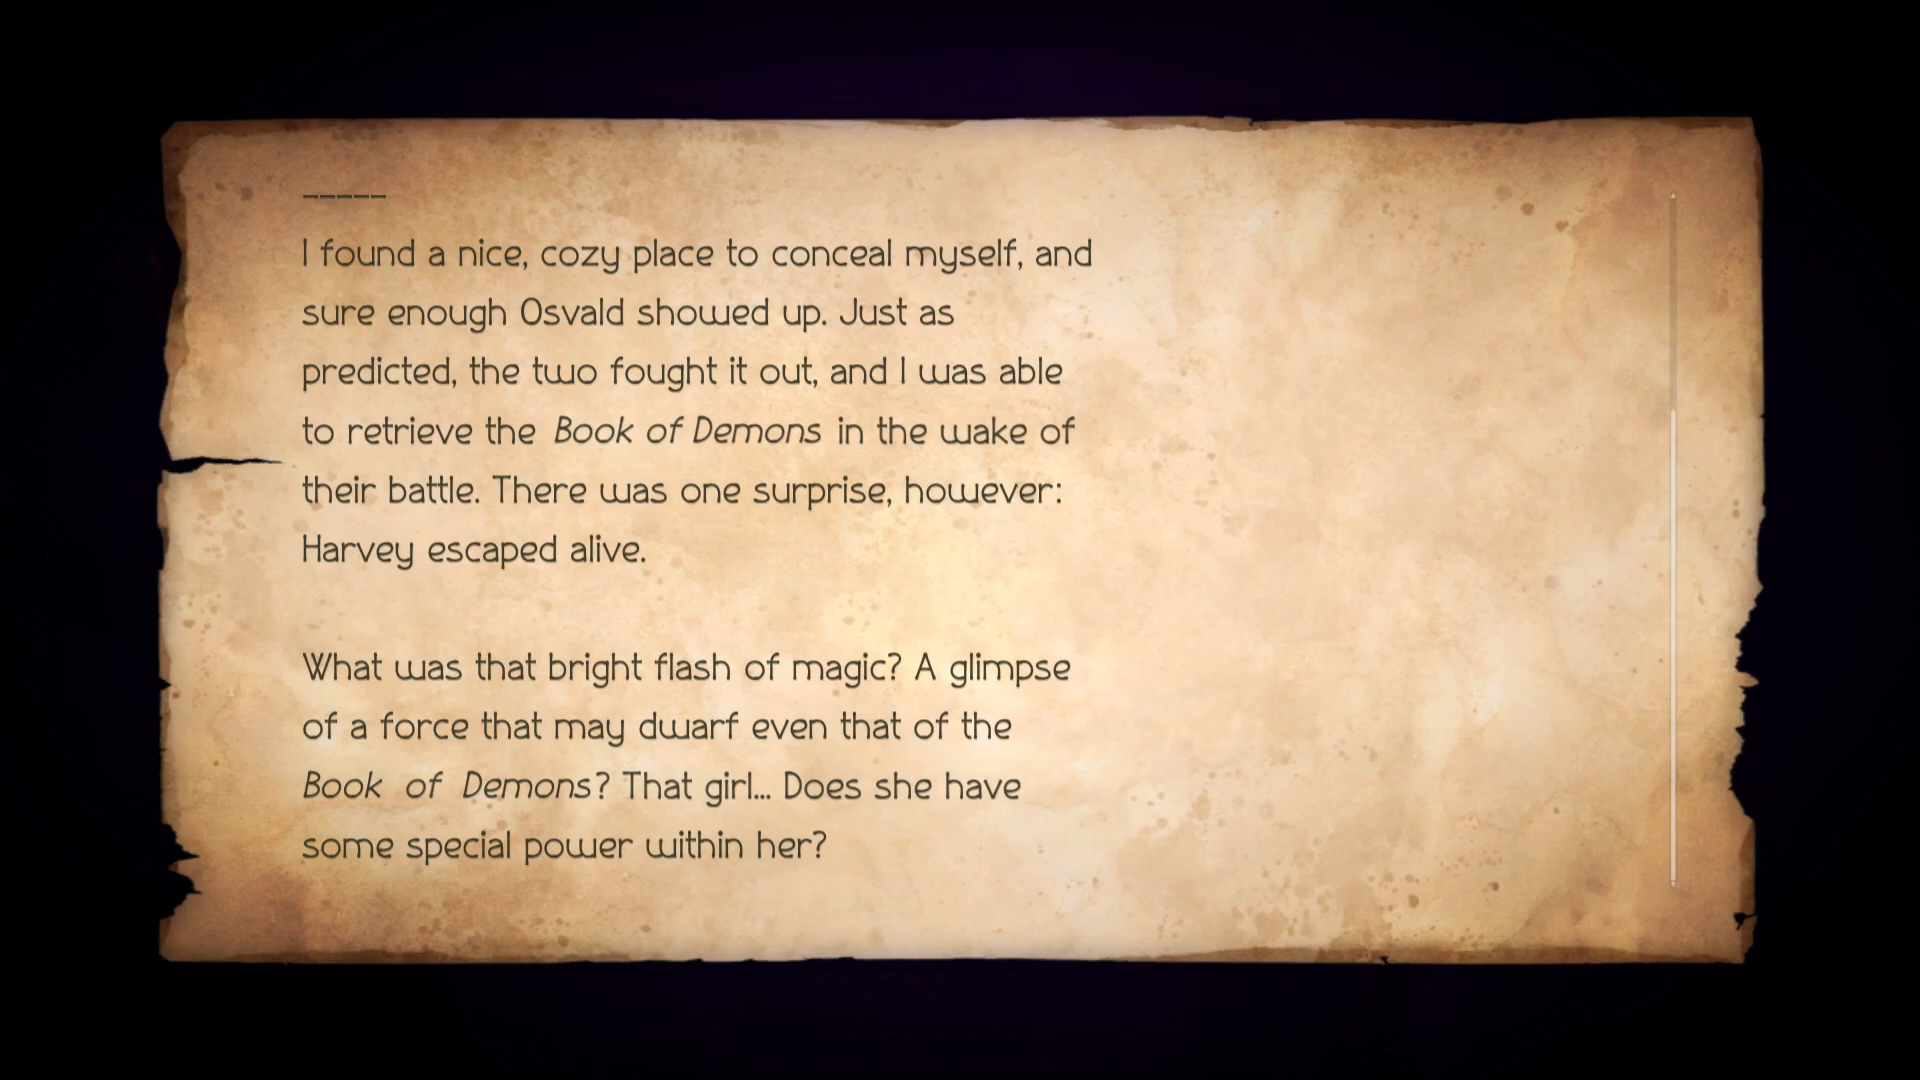 -----
I found a nice, cozy place to conceal myself, and
sure enough Osvald showed up. Just as
predicted, the two fought it out, and I was able
to retrieve the Book of Demons in the wake of
their battle. There was one surprise, however:
Harvey escaped alive.
What was that bright flash of magic? A glimpse
of a force that may dwarf even that of the
Book of Demons? That girl... Does she have
some special power within her?